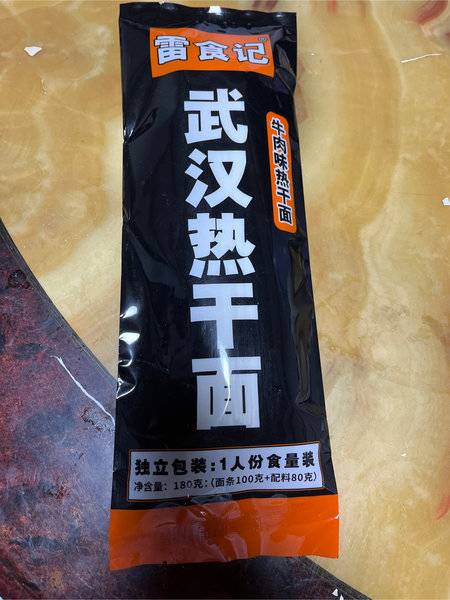 雷食记®
武汉热干面
牛肉味热干面
独立包装:1人份食量装
净含量: 180克:(面条100克+配料80克)